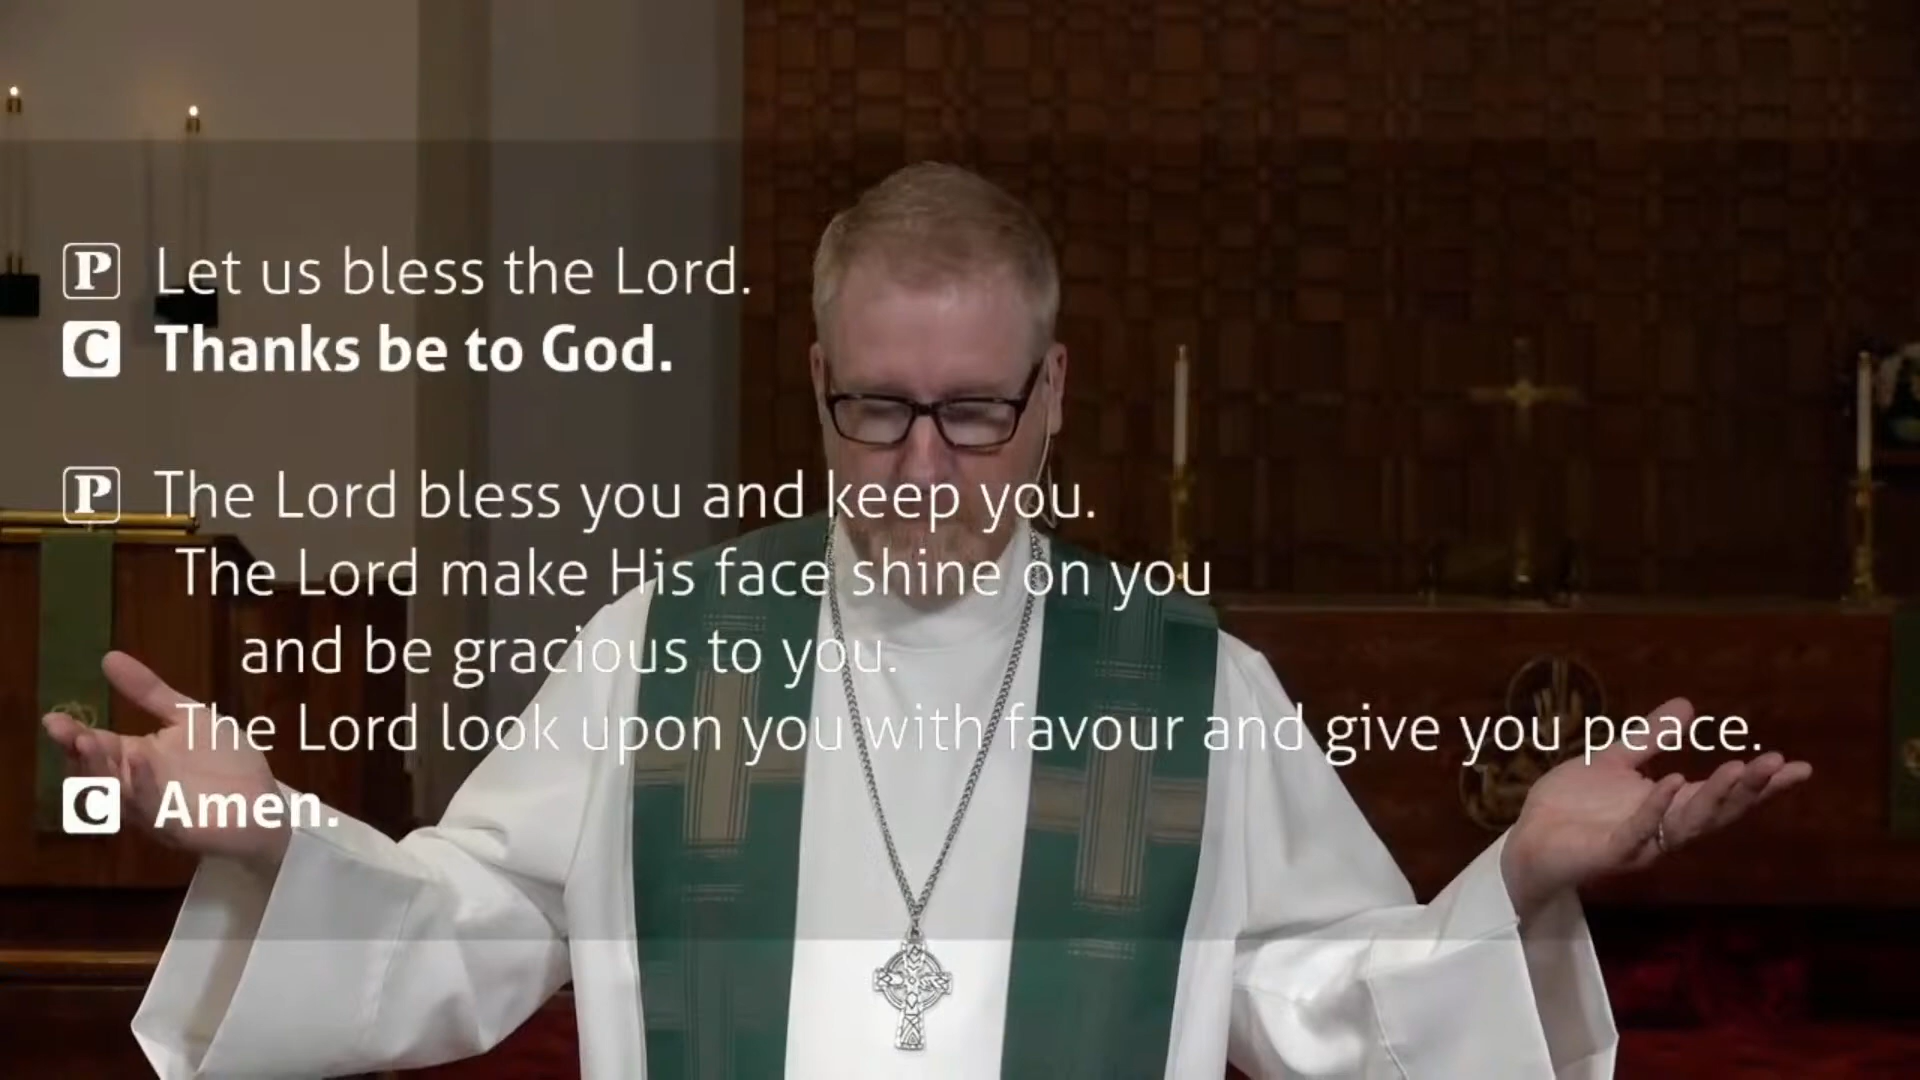 P Let us bless the Lord.
C Thanks be to God.
P The Lord bless you and keep you.
The Lord make His face shine on you
and be gracious to you.
The Lord look upon you with favour and give you peace.
C Amen.